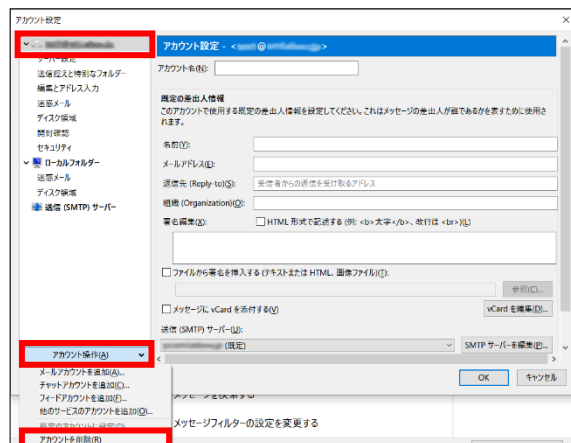 アカウント設定
アカウント設定 - < @ >
サーバー設定
送信控えと特別なフォルダー
編集とアドレス入力
迷惑メール
ディスク領域
開封確認
セキュリティ
ローカルフォルダー
迷惑メール
ディスク領域
送信 (SMTP) サーバー
アカウント名(N):
既定の差出人情報
このアカウントで使用する既定の差出人情報を設定してください。これはメッセージの差出人が誰であるかを表すために使用されます。
名前(Y):
メールアドレス(E):
返信先 (Reply-to)(S): 受信者からの返信を受け取るアドレス
組織 (Organization)(O):
署名編集(X): HTML 形式で記述する (例: <b>太字</b>、改行は <br>)(L)
ファイルから署名を挿入する (テキストまたは HTML、画像ファイル)(T):
参照(C)...
メッセージに vCard を添付する(V) vCard を編集(D)...
送信 (SMTP) サーバー(U):
(既定) SMTP サーバーを編集(P)...
OK キャンセル
アカウント操作(A)
メールアカウントを追加(A)...
チャットアカウントを追加(C)...
フィードアカウントを追加(F)...
他のサービスのアカウントを追加(O)...
既定のアカウントに設定(D)
アカウントを削除(R)
メッセージを検索する
メッセージフィルターの設定を変更する